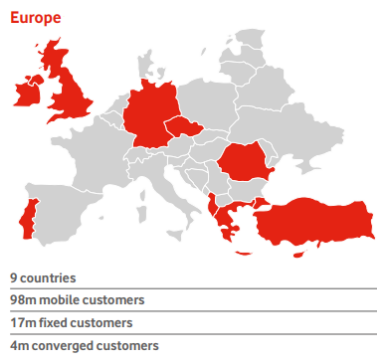 Europe
9 countries
98m mobile customers
17m fixed customers
4m converged customers